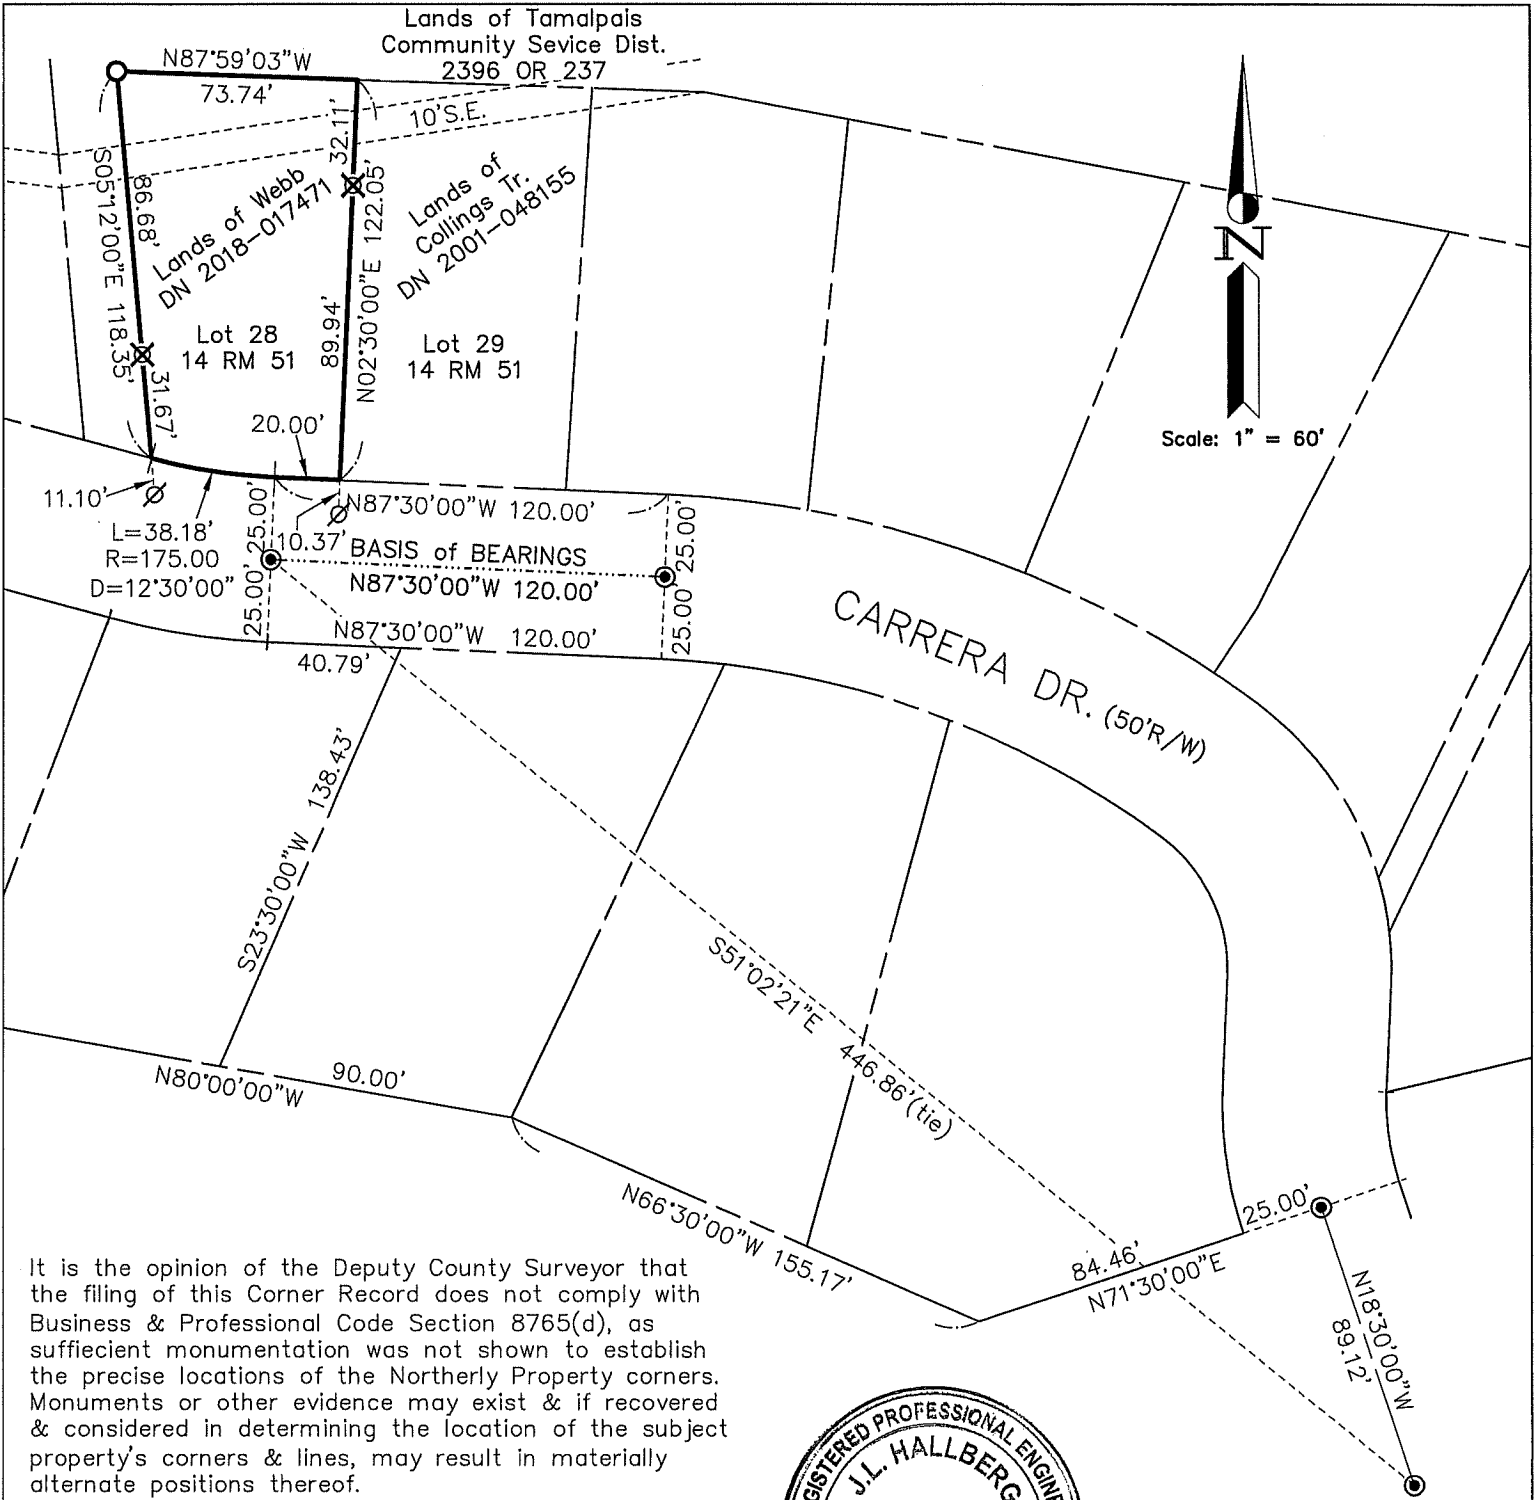 Lands of Tamalpais
Community Sevice Dist.
2396 OR 237
N87°59'03"W
73.74'
10'S.E.
32.11'
S05°12'00"E 118.35'
86.68'
Lands of Webb
DN 2018-017471
N02°30'00"E 122.05'
Lands of
Collings Tr.
DN 2001-048155
89.94'
Lot 28
14 RM 51
Lot 29
14 RM 51
31.67'
20.00'
N
Scale: 1" = 60'
11.10'
L=38.18'
R=175.00
D=12°30'00"
25.00'
25.00'
10.37'
N87°30'00"W 120.00'
BASIS of BEARINGS
N87°30'00"W 120.00'
25.00'
25.00'
N87°30'00"W 120.00'
40.79'
CARRERA DR. (50'R/W)
S23°30'00"W 138.43'
S51°02'21"E 446.86'(tie)
N80°00'00"W 90.00'
N66°30'00"W 155.17'
25.00'
84.46'
N71°30'00"E
N18°30'00"W
89.12'
It is the opinion of the Deputy County Surveyor that
the filing of this Corner Record does not comply with
Business & Professional Code Section 8765(d), as
suffiecient monumentation was not shown to establish
the precise locations of the Northerly Property corners.
Monuments or other evidence may exist & if recovered
& considered in determining the location of the subject
property's corners & lines, may result in materially
alternate positions thereof.
GISTERED PROFESSIONAL ENGINE
J.L. HALLBERG